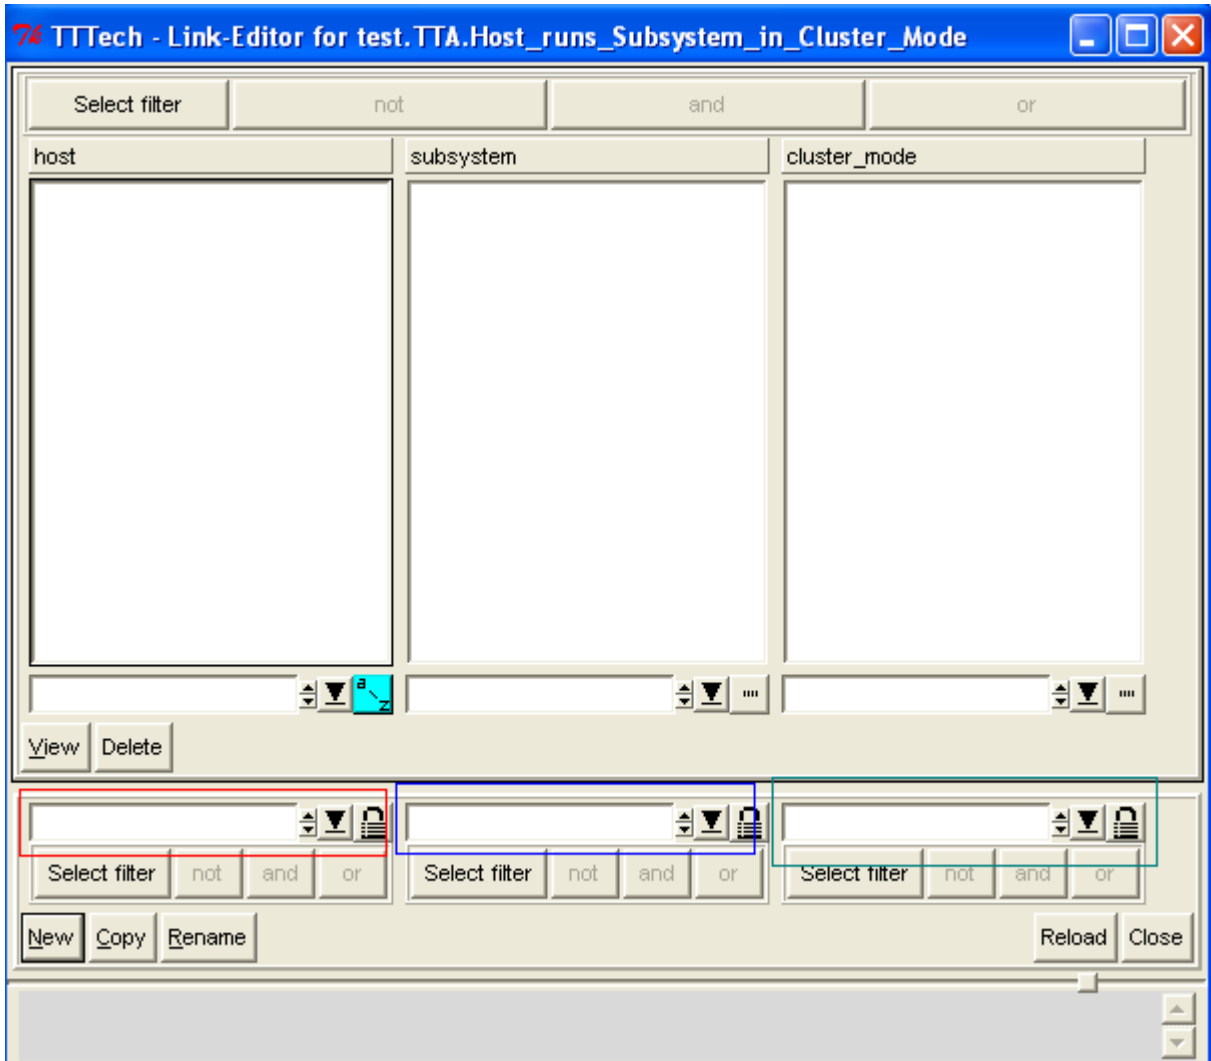 7k TTTech - Link-Editor for test.TTA.Host_runs_Subsystem_in_Cluster_Mode
Select filter not and or
host subsystem cluster_mode
a z
View Delete
Select filter not and or Select filter not and or Select filter not and or
New Copy Rename Reload Close